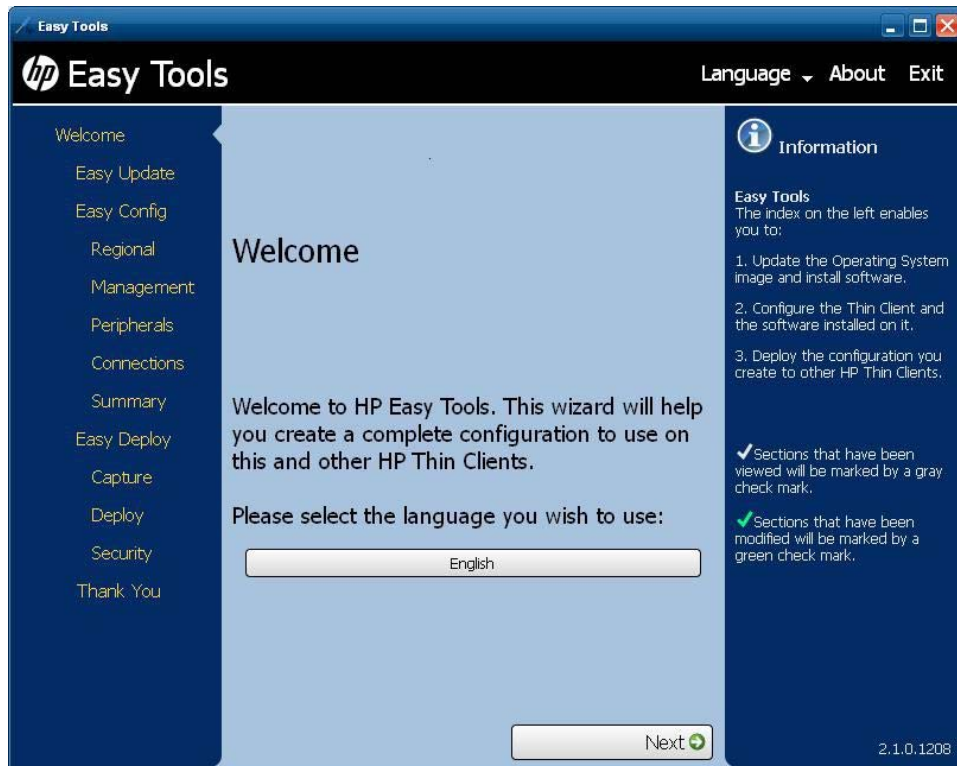 Easy Tools
hp Easy Tools
Language About Exit
Welcome
Easy Update
Easy Config
Regional
Management
Peripherals
Connections
Summary
Easy Deploy
Capture
Deploy
Security
Thank You
Welcome
Welcome to HP Easy Tools. This wizard will help
you create a complete configuration to use on
this and other HP Thin Clients.
Please select the language you wish to use:
English
Next
Information
Easy Tools
The index on the left enables
you to:
1. Update the Operating System
image and install software.
2. Configure the Thin Client and
the software installed on it.
3. Deploy the configuration you
create to other HP Thin Clients.
Sections that have been
viewed will be marked by a gray
check mark.
Sections that have been
modified will be marked by a
green check mark.
2.1.0.1208